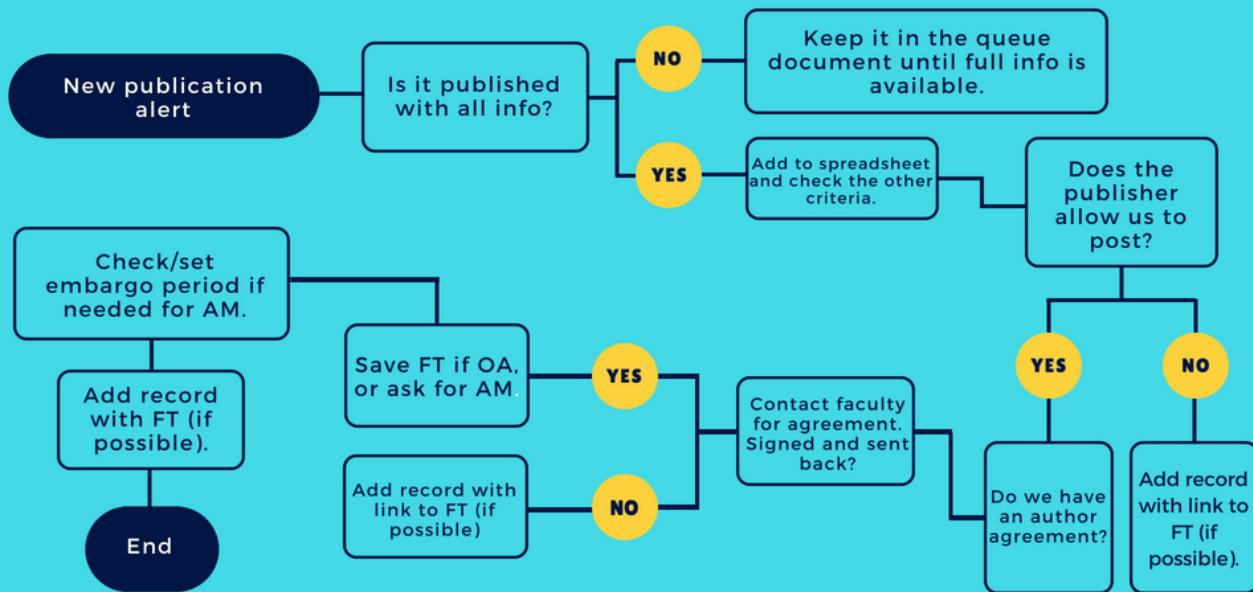 New publication
alert
Is it published
with all info?
NO
Keep it in the queue
document until full info is
available.
YES
Add to spreadsheet
and check the other
criteria.
Does the
publisher
allow us to
post?
YES
NO
Do we have
an author
agreement?
Add record
with link to
FT (if
possible).
Contact faculty
for agreement.
Signed and sent
back?
YES
NO
Save FT if OA,
or ask for AM.
Add record with
link to FT (if
possible)
Check/set
embargo period if
needed for AM.
Add record
with FT (if
possible).
End